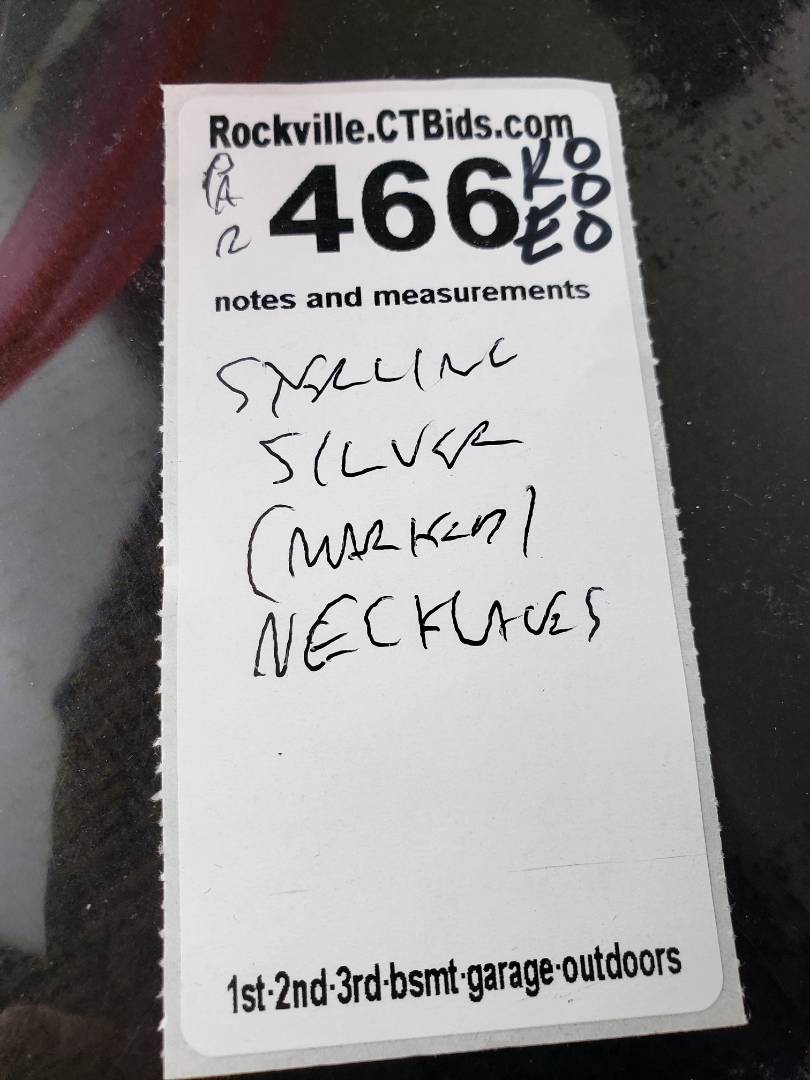 Rockville.CTBids.com
466
notes and measurements
STERLING
SILVER
(MARKED)
NECKLACES
1st·2nd·3rd·bsmt·garage·outdoors